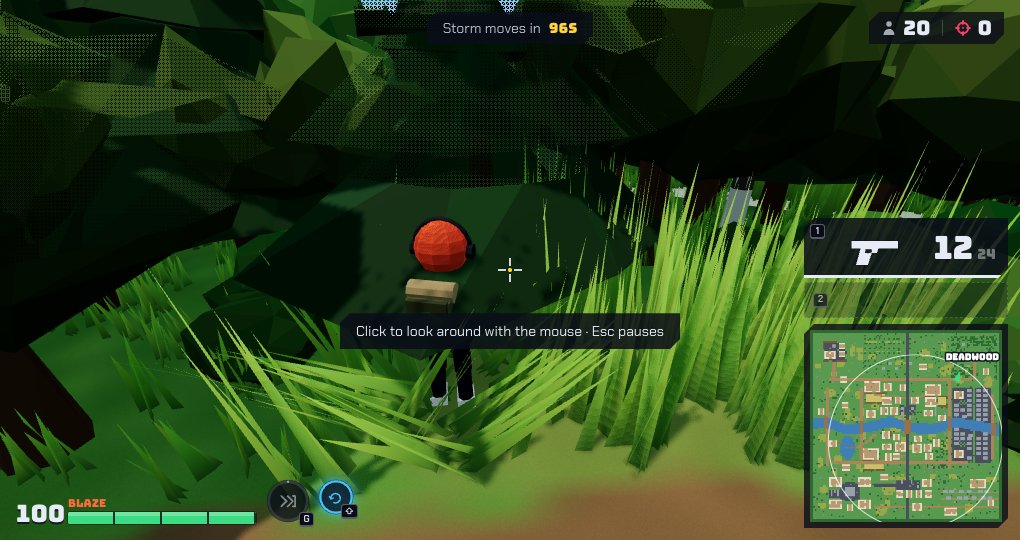 Storm moves in 96S
20
0
1
12 24
2
Click to look around with the mouse · Esc pauses
DEADWOOD
BLAZE
100
G